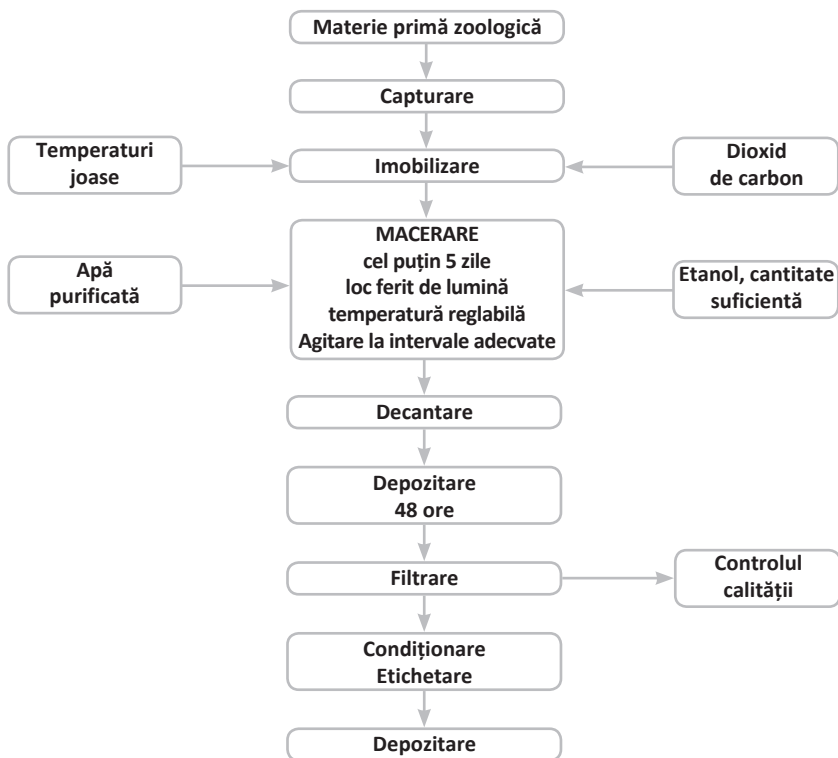 Materie primă zoologică
Capturare
Temperaturi
joase
Imobilizare
Dioxid
de carbon
Apă
purificată
MACERARE
cel puțin 5 zile
loc ferit de lumină
temperatură reglabilă
Agitare la intervale adecvate
Etanol, cantitate
suficientă
Decantare
Depozitare
48 ore
Filtrare
Controlul
calității
Condiționare
Etichetare
Depozitare